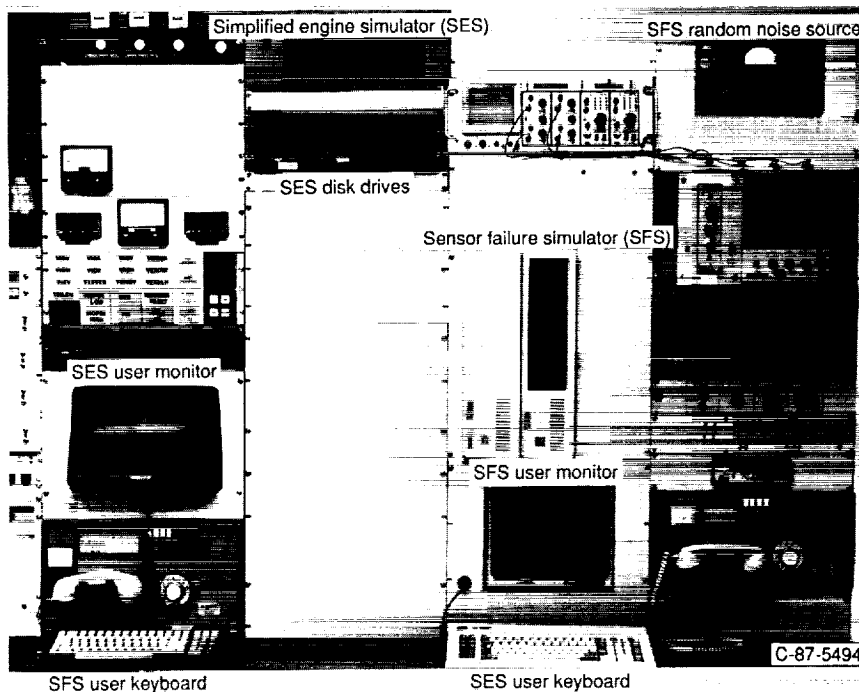 Simplified engine simulator (SES)
SFS random noise source
SES disk drives
Sensor failure simulator (SFS)
SES user monitor
SFS user monitor
C-87-5494
SFS user keyboard
SES user keyboard